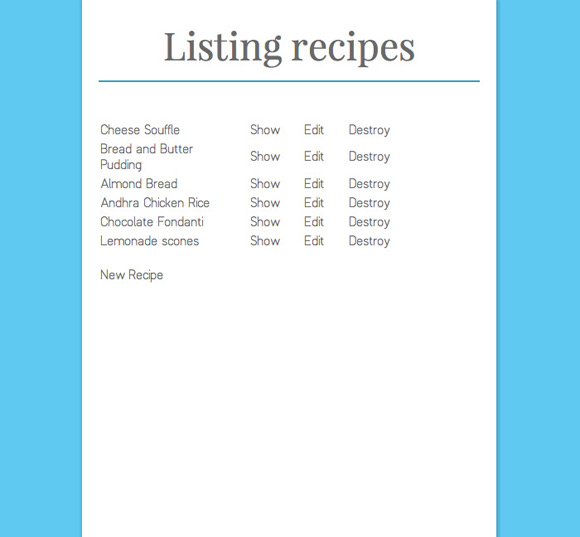 Listing recipes
Cheese Souffle Show Edit Destroy
Bread and Butter
Pudding Show Edit Destroy
Almond Bread Show Edit Destroy
Andhra Chicken Rice Show Edit Destroy
Chocolate Fondanti Show Edit Destroy
Lemonade scones Show Edit Destroy
New Recipe